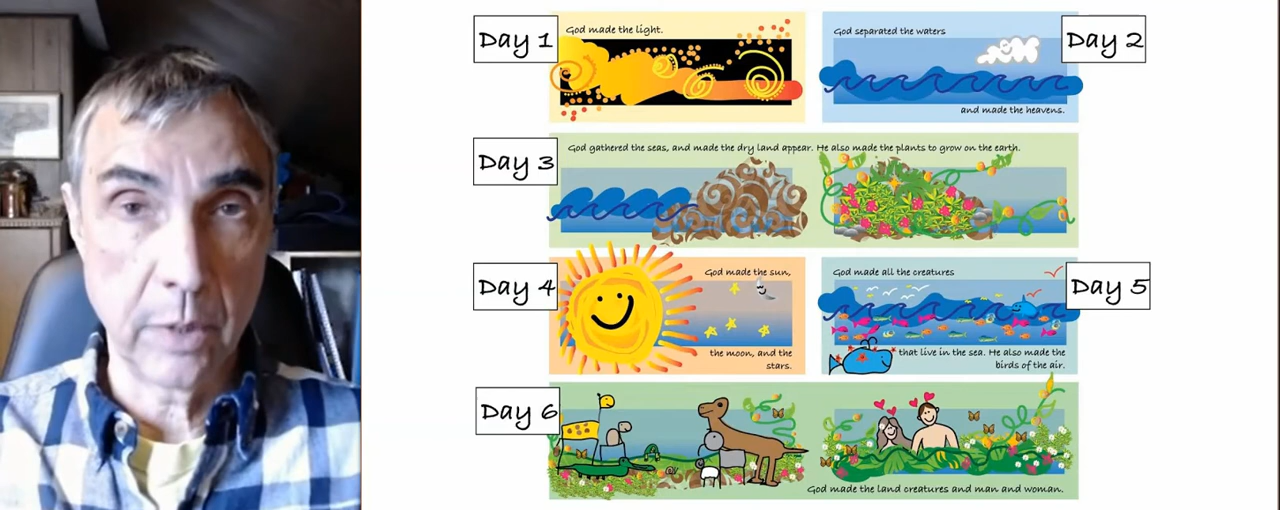 Day 1
God made the light.
God separated the waters
Day 2
and made the heavens.
Day 3
God gathered the seas, and made the dry land appear. He also made the plants to grow on the earth.
Day 4
God made the sun,
the moon, and the
stars.
God made all the creatures
Day 5
that live in the sea. He also made the
birds of the air.
Day 6
God made the land creatures and man and woman.